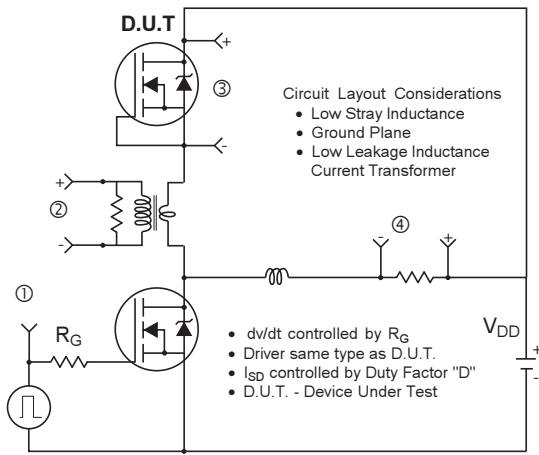 D.U.T
+
③
-
Circuit Layout Considerations
• Low Stray Inductance
• Ground Plane
• Low Leakage Inductance
Current Transformer
+
②
-
④
-
+
①
RG
VDD
+
-
• dv/dt controlled by RG
• Driver same type as D.U.T.
• ISD controlled by Duty Factor "D"
• D.U.T. - Device Under Test